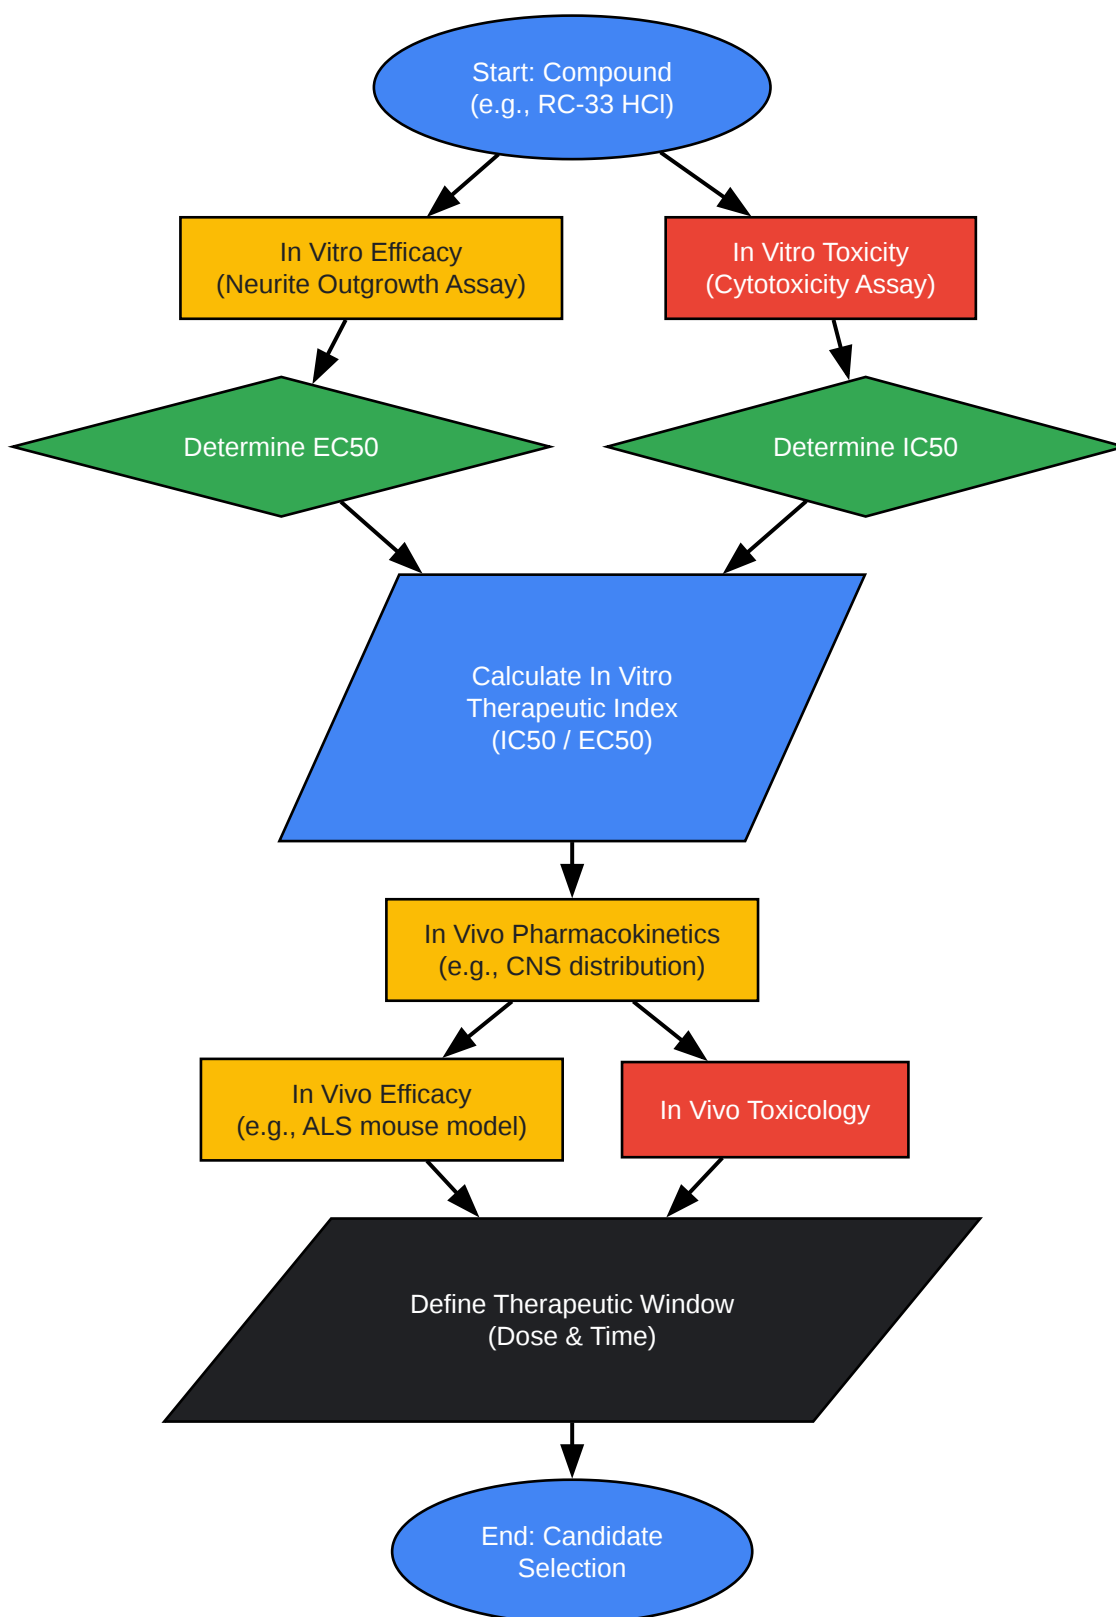 Start: Compound
(e.g., RC-33 HCl)
In Vitro Efficacy
(Neurite Outgrowth Assay)
In Vitro Toxicity
(Cytotoxicity Assay)
Determine EC50
Determine IC50
Calculate In Vitro
Therapeutic Index
(IC50 / EC50)
In Vivo Pharmacokinetics
(e.g., CNS distribution)
In Vivo Efficacy
(e.g., ALS mouse model)
In Vivo Toxicology
Define Therapeutic Window
(Dose & Time)
End: Candidate
Selection